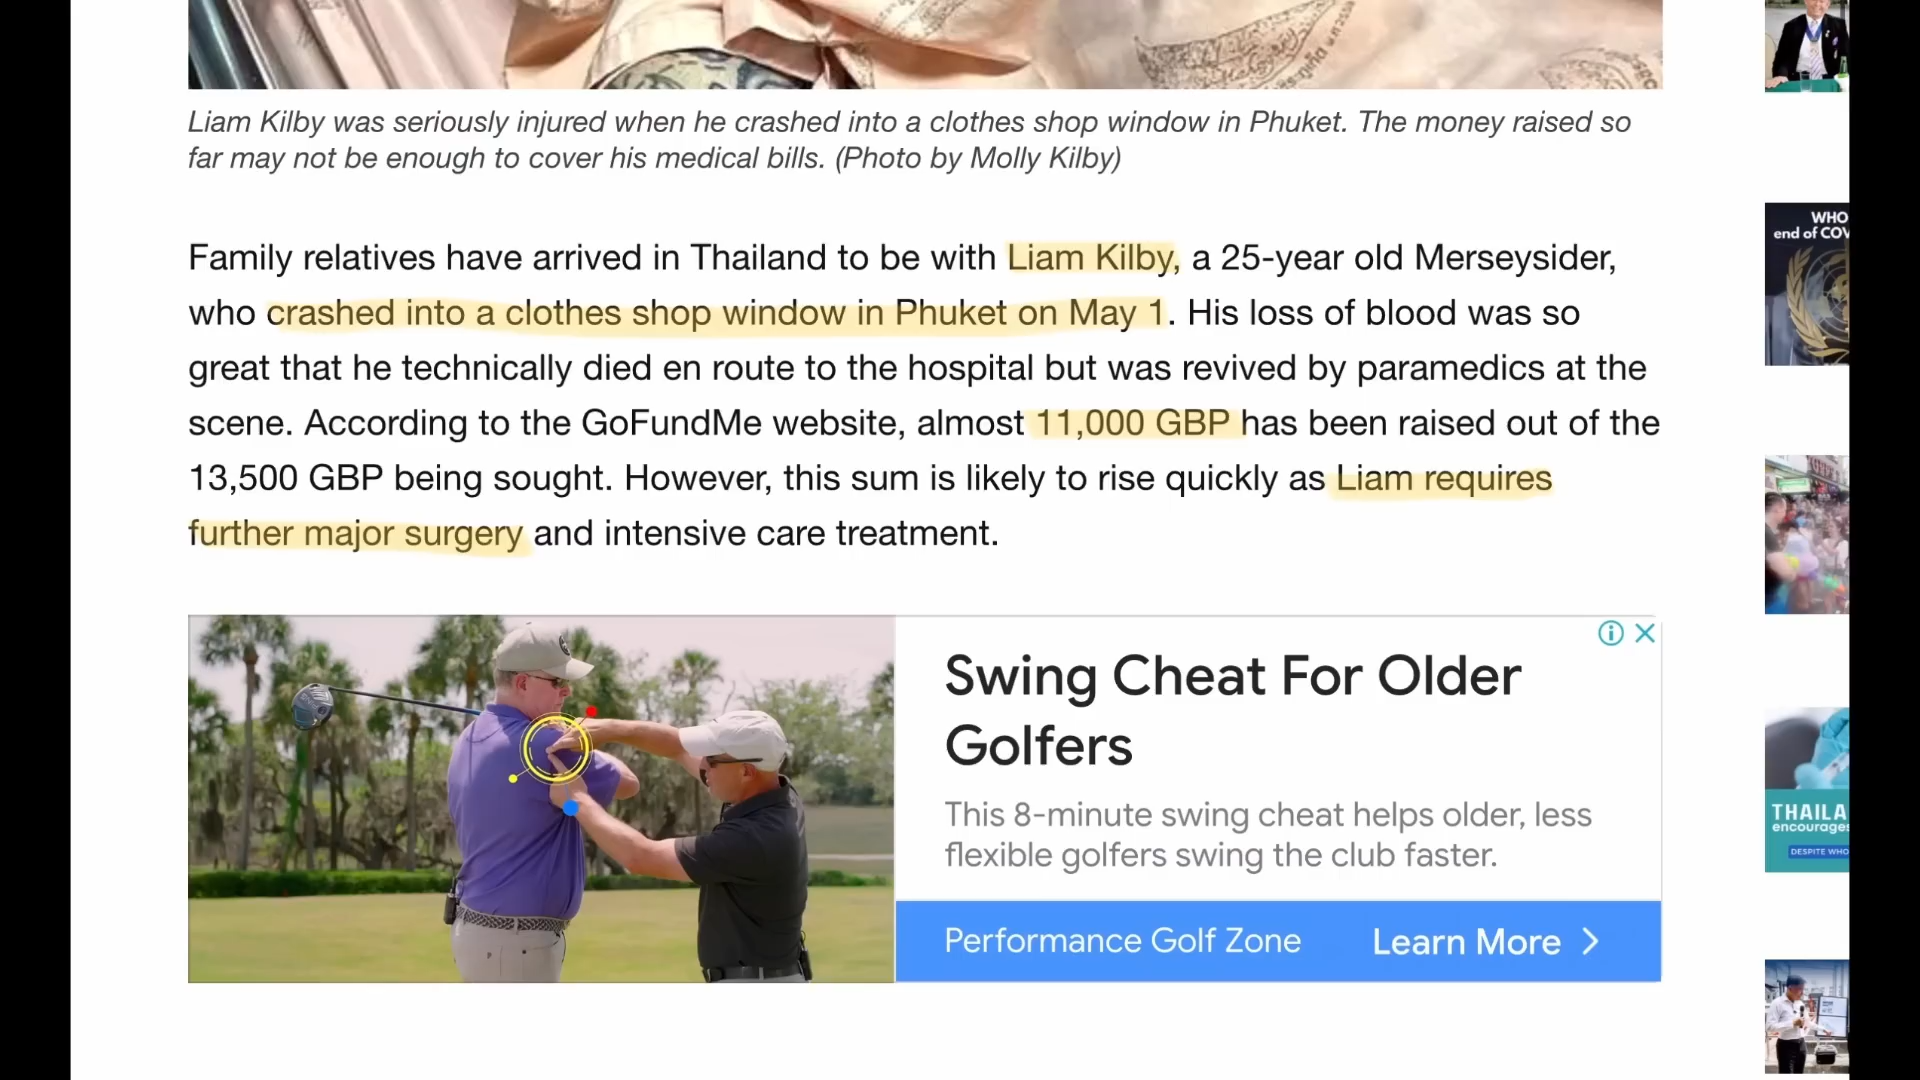 Liam Kilby was seriously injured when he crashed into a clothes shop window in Phuket. The money raised so
far may not be enough to cover his medical bills. (Photo by Molly Kilby)
Family relatives have arrived in Thailand to be with Liam Kilby, a 25-year old Merseysider,
who crashed into a clothes shop window in Phuket on May 1. His loss of blood was so
great that he technically died en route to the hospital but was revived by paramedics at the
scene. According to the GoFundMe website, almost 11,000 GBP has been raised out of the
13,500 GBP being sought. However, this sum is likely to rise quickly as Liam requires
further major surgery and intensive care treatment.
Swing Cheat For Older
Golfers
This 8-minute swing cheat helps older, less
flexible golfers swing the club faster.
Performance Golf Zone
Learn More
WHO
end of COV
THAILA
encourages
DESPITE WHO